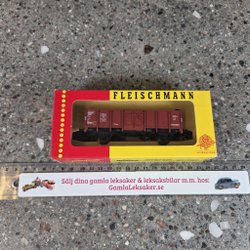 FLEISCHMANN
Sälj dina gamla leksaker & leksaksbilar m.m. hos:
GamlaLeksaker.se